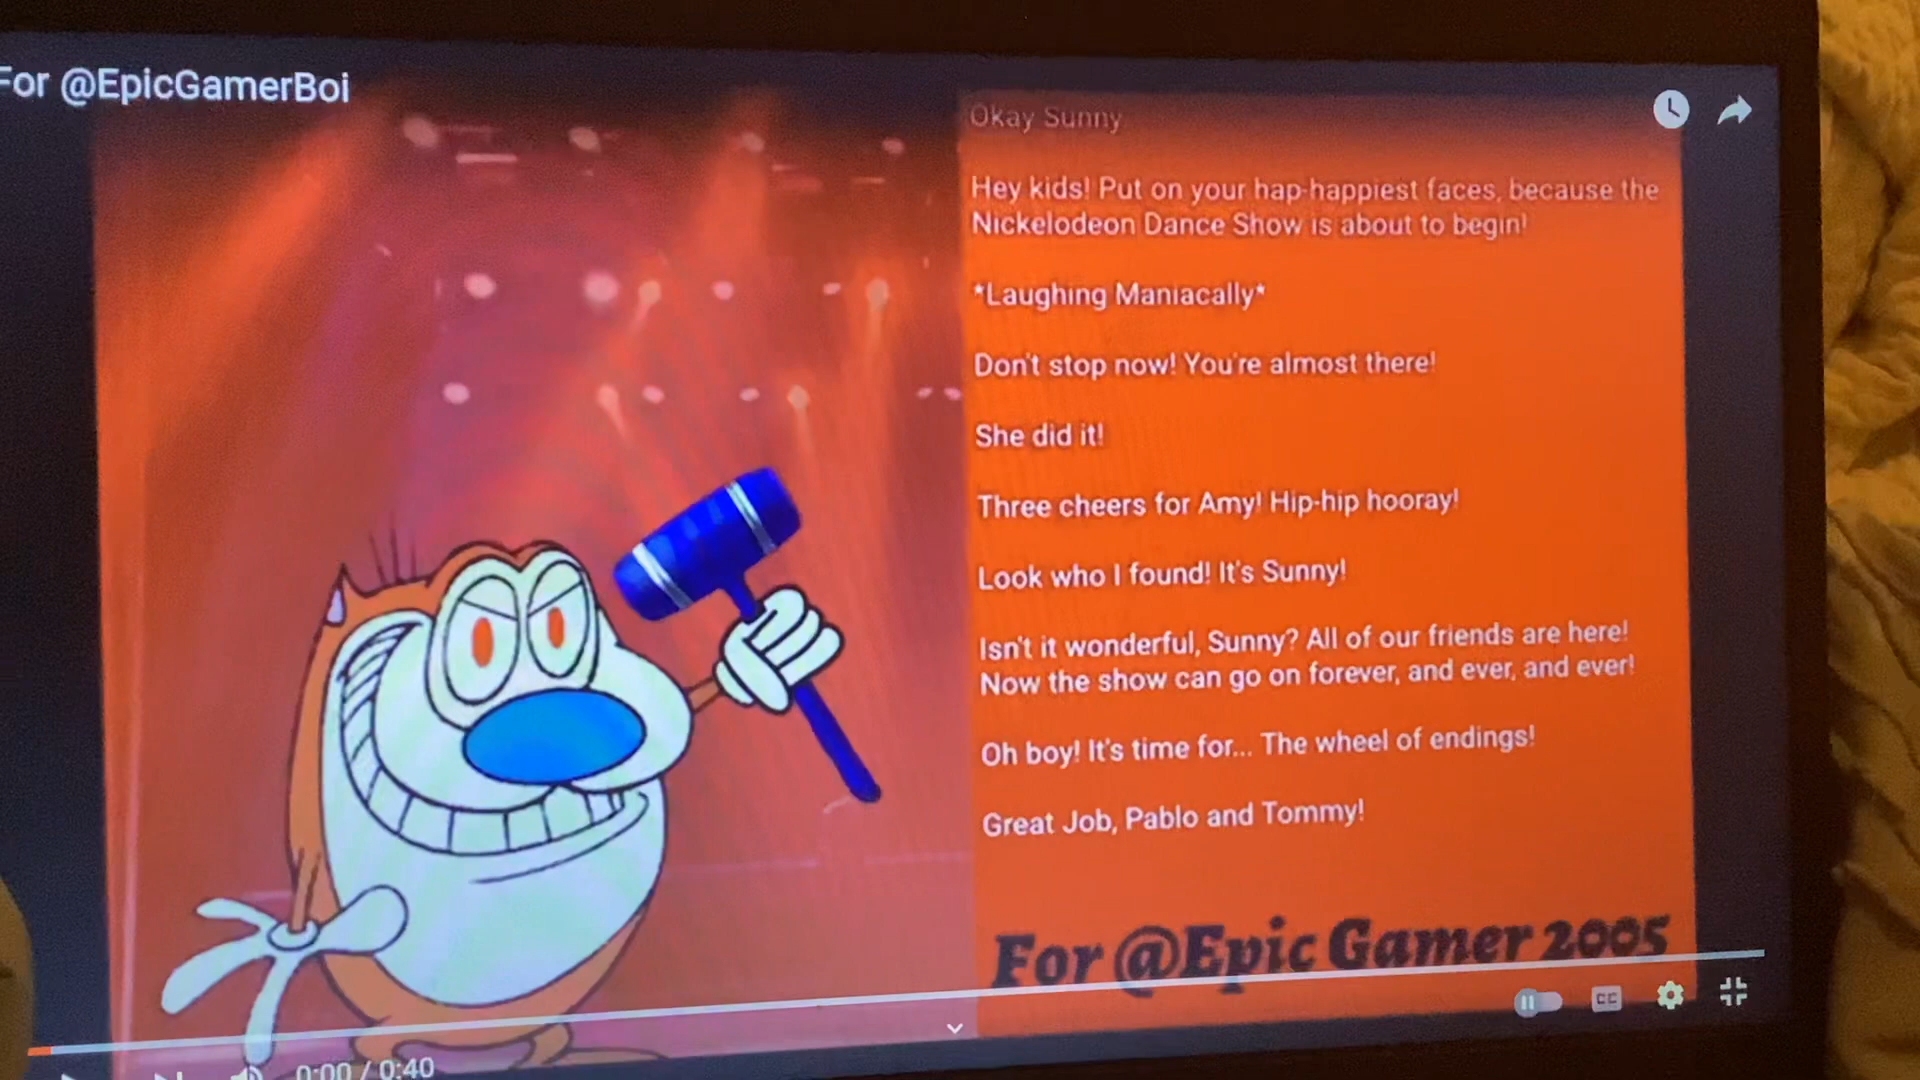 For @EpicGamerBoi
Okay Sunny
Hey kids! Put on your hap-happiest faces, because the
Nickelodeon Dance Show is about to begin!
*Laughing Maniacally*
Don't stop now! You're almost there!
She did it!
Three cheers for Amy! Hip-hip hooray!
Look who I found! It's Sunny!
Isn't it wonderful, Sunny? All of our friends are here!
Now the show can go on forever, and ever, and ever!
Oh boy! It's time for... The wheel of endings!
Great Job, Pablo and Tommy!
For @Epic Gamer 2005
CC
0:00 / 0:40